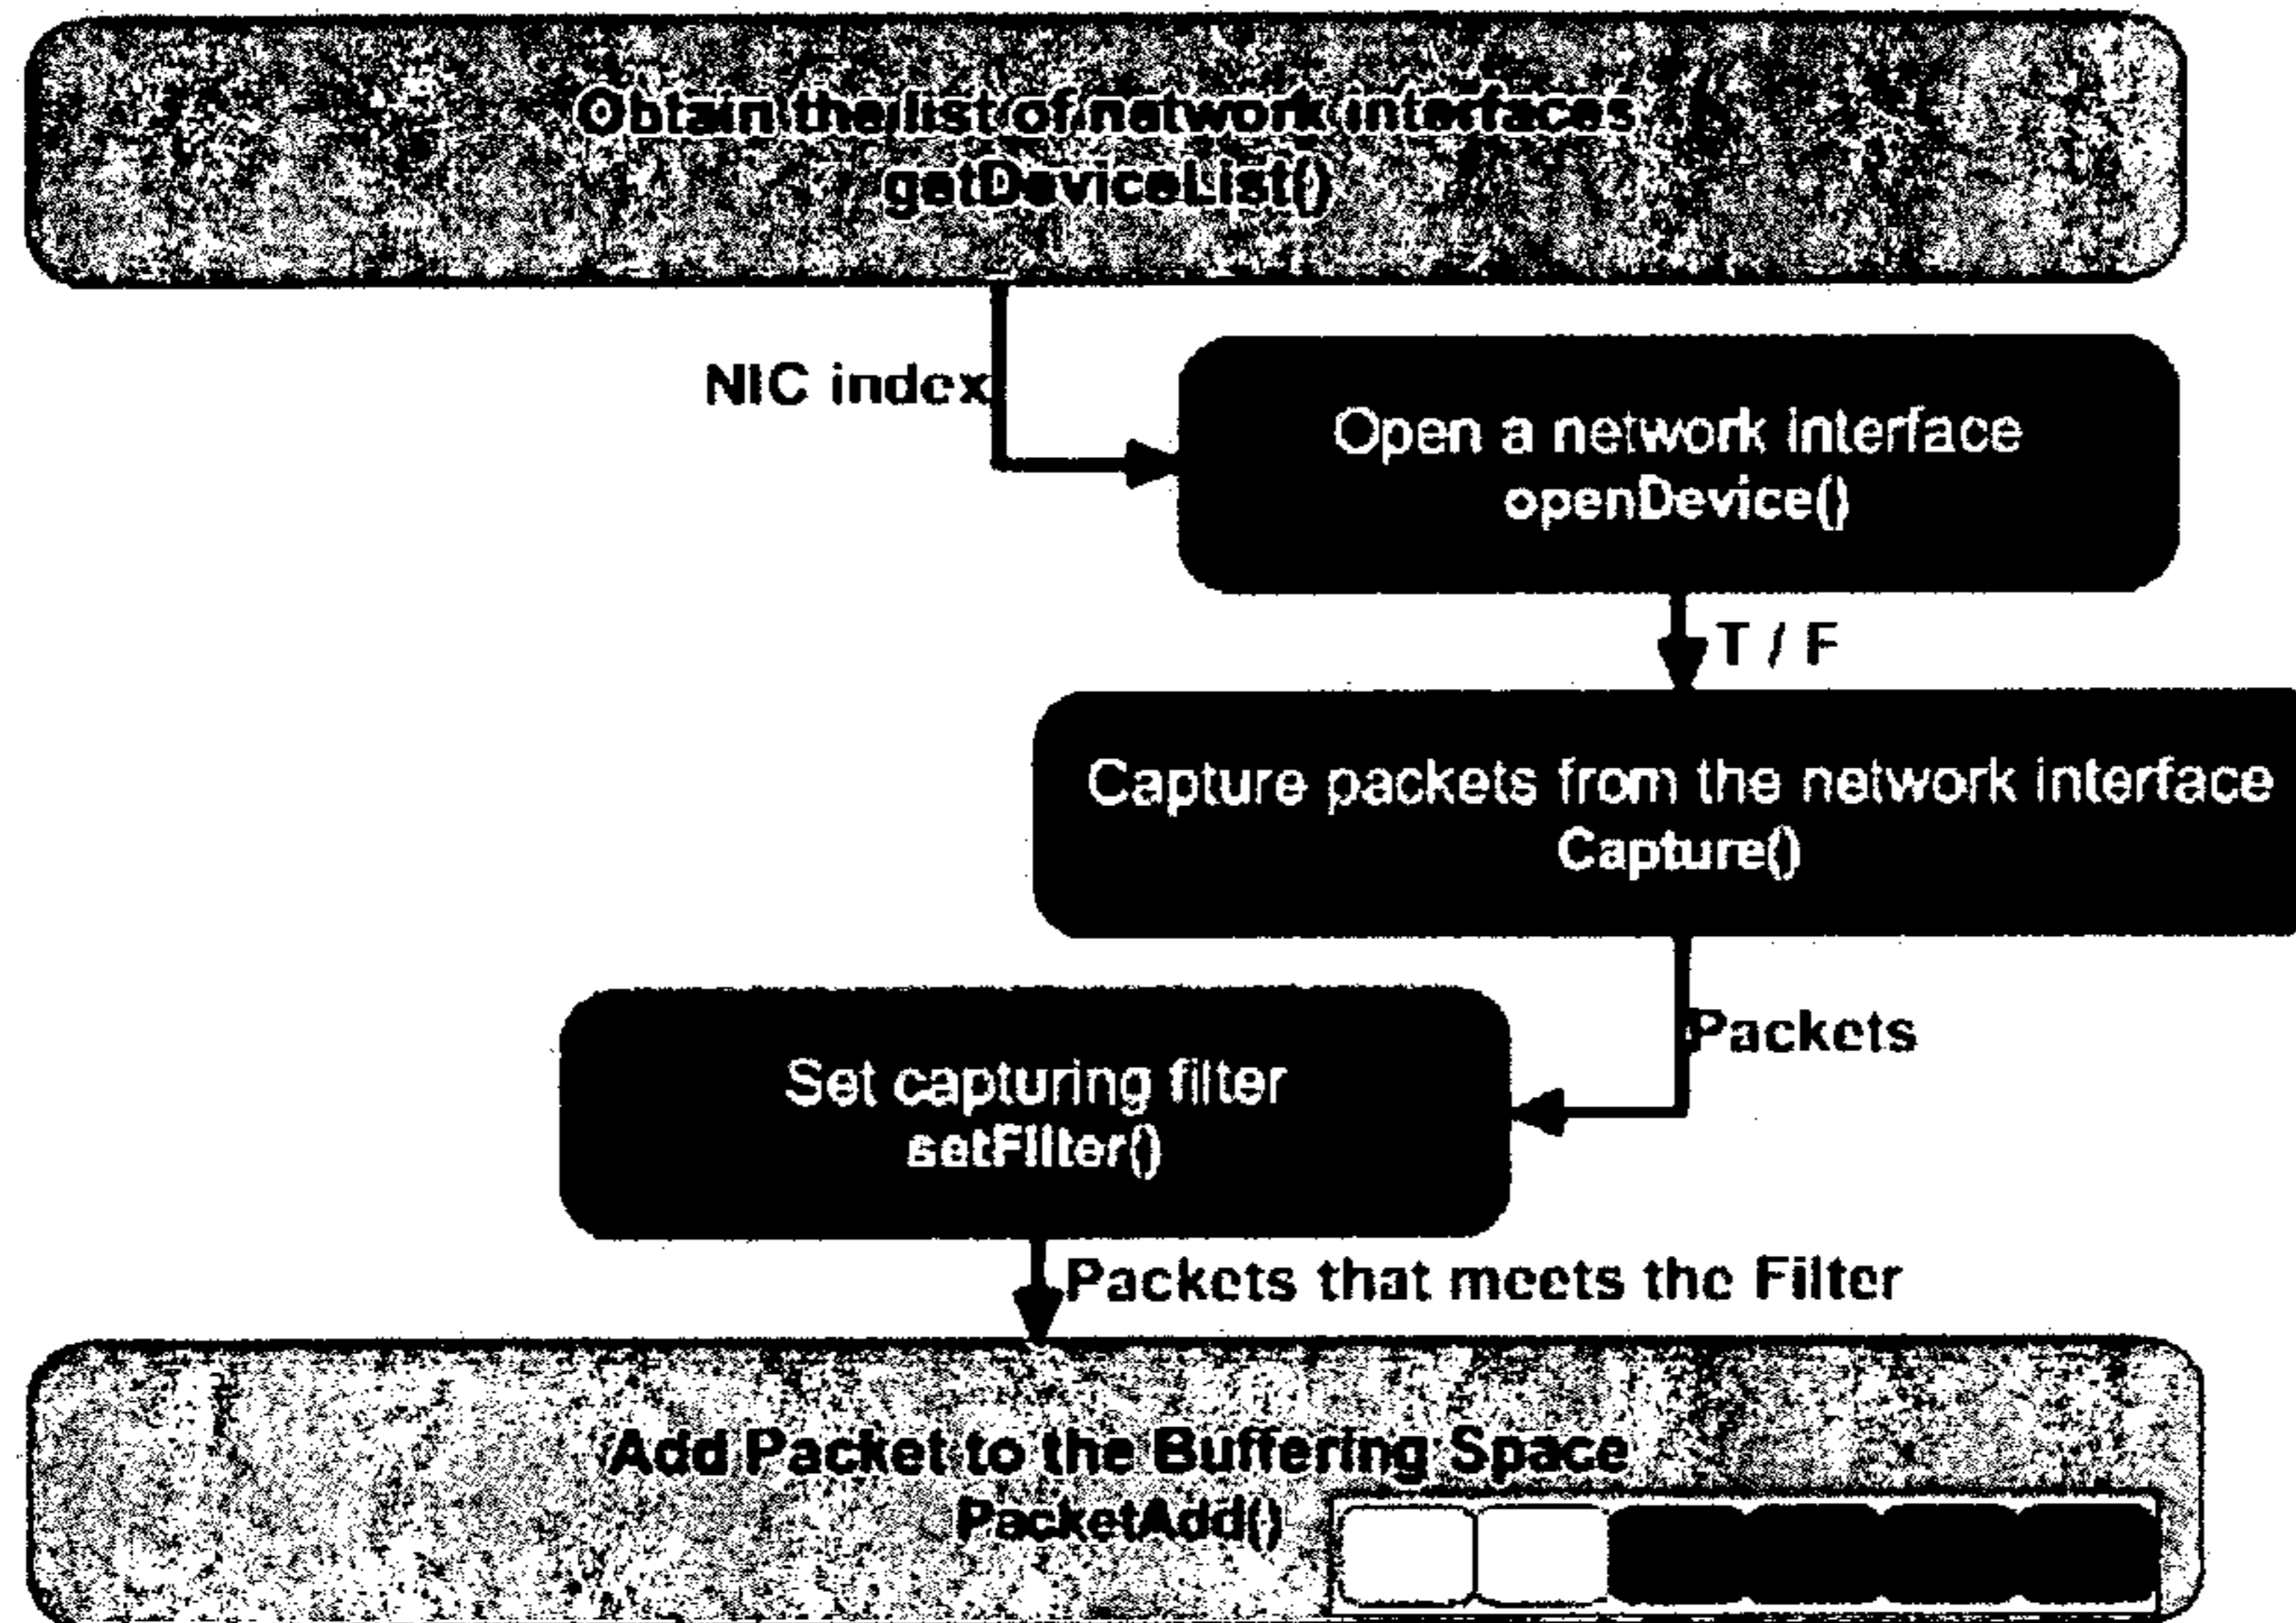 Obtain the list of network interfaces
getDeviceList()
NIC index
Open a network interface
openDevice()
T / F
Capture packets from the network interface
Capture()
Packets
Set capturing filter
setFilter()
Packets that meets the Filter
Add Packet to the Buffering Space
PacketAdd()